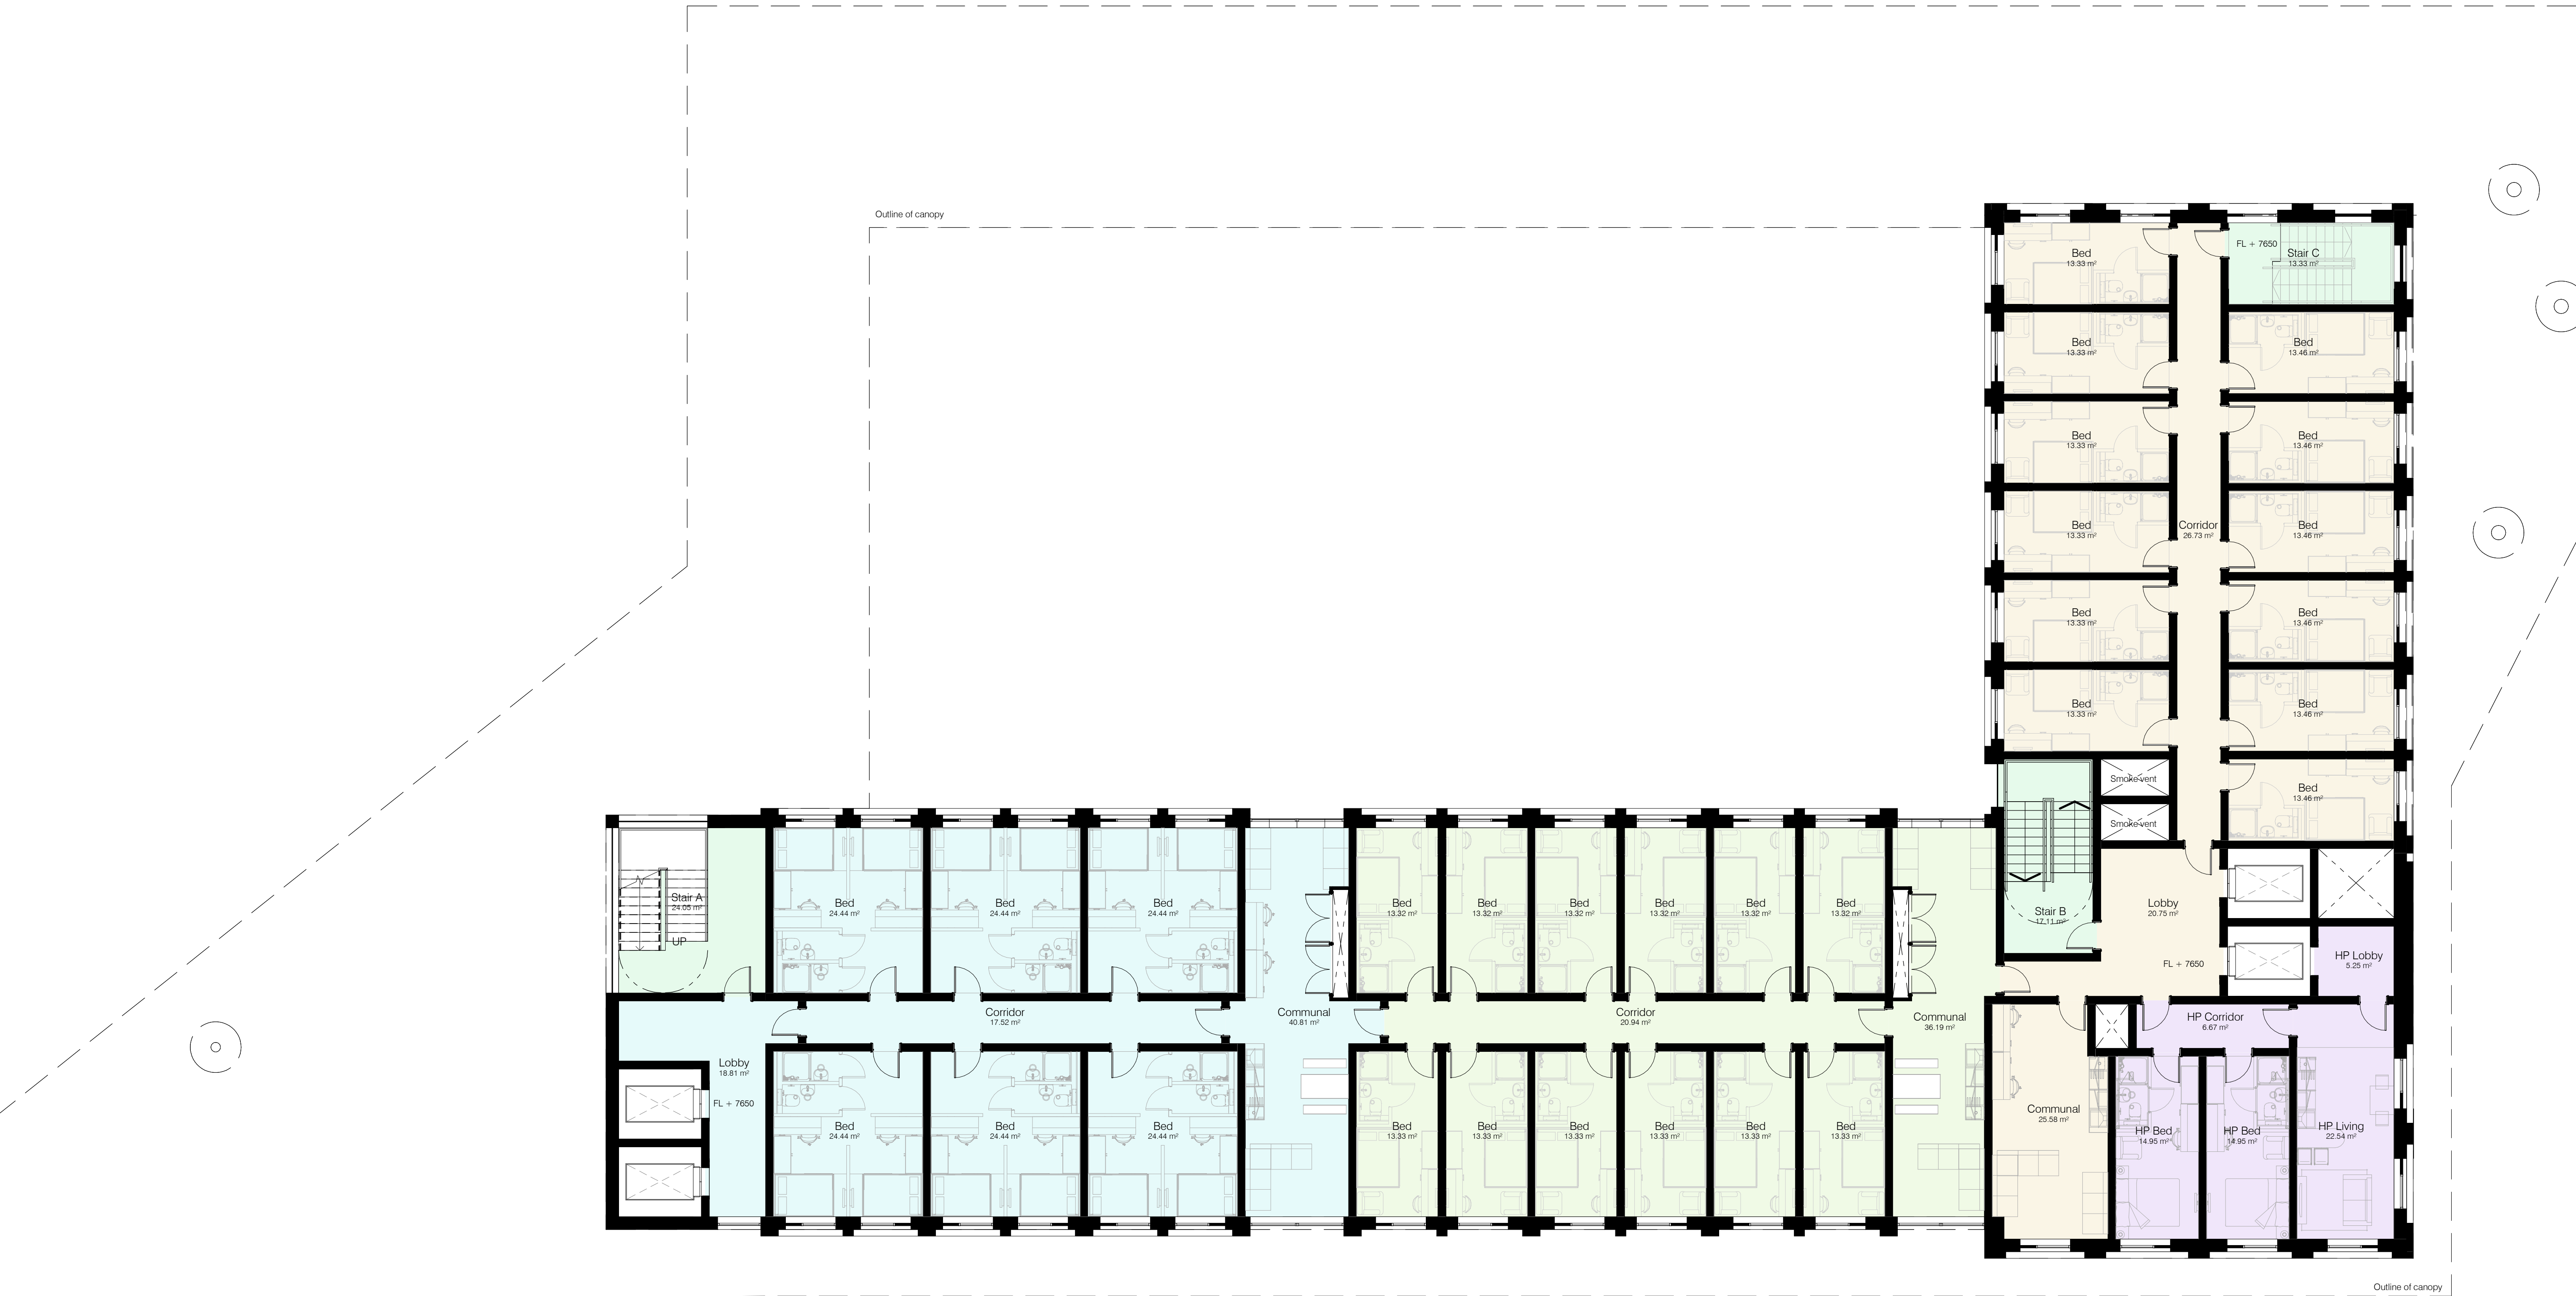 Outline of canopy
FL + 7650
Stair C
13.33 m²
Bed
13.33 m²
Bed
13.33 m²
Bed
13.46 m²
Bed
13.33 m²
Bed
13.46 m²
Bed
13.33 m²
Corridor
26.73 m²
Bed
13.46 m²
Bed
13.33 m²
Bed
13.46 m²
Bed
13.33 m²
Bed
13.46 m²
Smoke vent
Bed
13.46 m²
Smoke vent
Stair A
24.05 m²
UP
Bed
24.44 m²
Bed
24.44 m²
Bed
24.44 m²
Bed
13.32 m²
Bed
13.32 m²
Bed
13.32 m²
Bed
13.32 m²
Bed
13.32 m²
Bed
13.32 m²
Stair B
17.11 m²
Lobby
20.75 m²
FL + 7650
HP Lobby
5.25 m²
Corridor
17.52 m²
Communal
40.81 m²
Corridor
20.94 m²
Communal
36.19 m²
HP Corridor
6.67 m²
Lobby
18.81 m²
FL + 7650
Bed
24.44 m²
Bed
24.44 m²
Bed
24.44 m²
Bed
13.33 m²
Bed
13.33 m²
Bed
13.33 m²
Bed
13.33 m²
Bed
13.33 m²
Bed
13.33 m²
Communal
25.58 m²
HP Bed
14.95 m²
HP Bed
14.95 m²
HP Living
22.54 m²
Outline of canopy